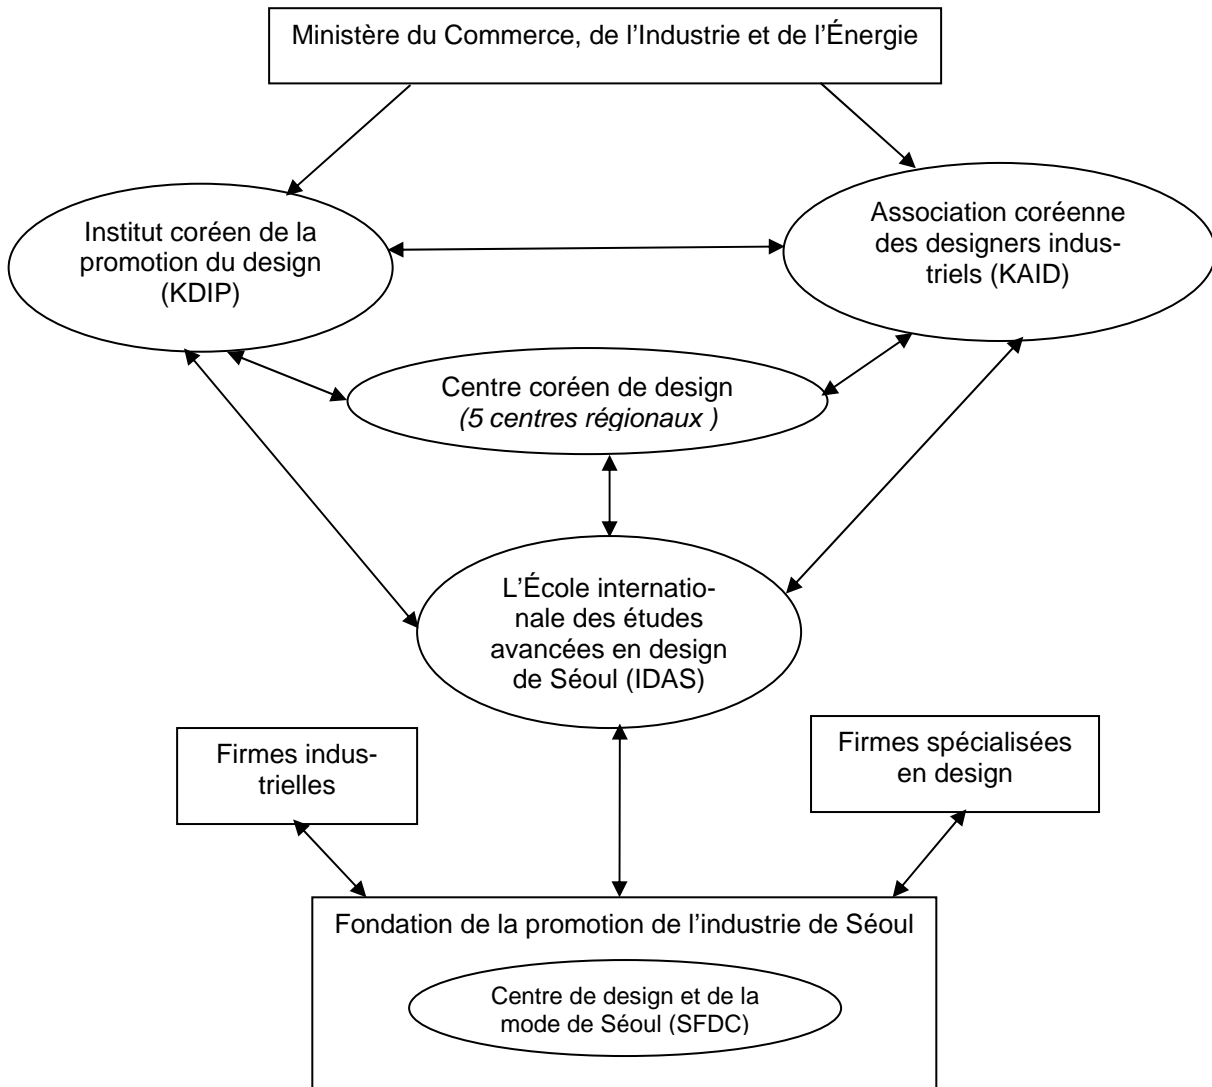 Ministère du Commerce, de l’Industrie et de l’Énergie
Institut coréen de la
promotion du design
(KDIP)
Association coréenne
des designers indus-
triels (KAID)
Centre coréen de design
(5 centres régionaux )
L’École internatio-
nale des études
avancées en design
de Séoul (IDAS)
Firmes indus-
trielles
Firmes spécialisées
en design
Fondation de la promotion de l’industrie de Séoul
Centre de design et de la
mode de Séoul (SFDC)